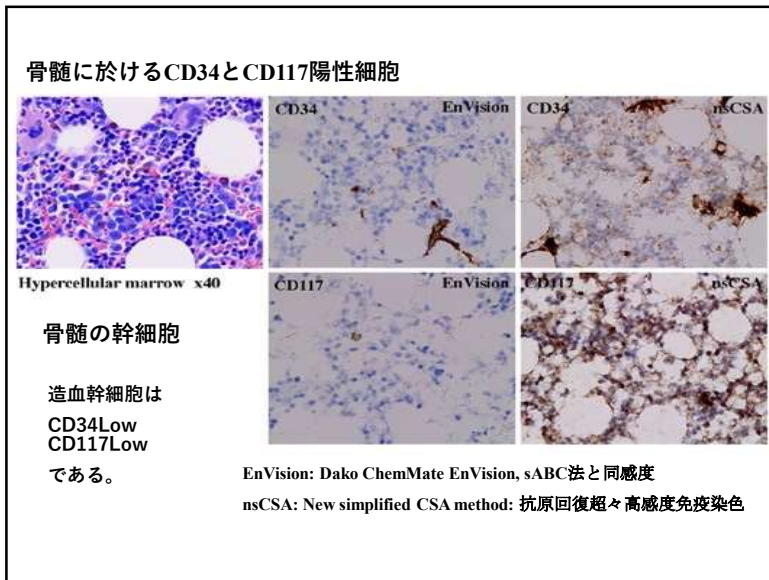 骨髄に於けるCD34とCD117陽性細胞
CD34 EnVision
CD34 nsCSA
Hypercellular marrow x40
CD117 EnVision
CD117 nsCSA
骨髄の幹細胞
造血幹細胞は
CD34Low
CD117Low
である。
EnVision: Dako ChemMate EnVision, sABC法と同感度
nsCSA: New simplified CSA method: 抗原回復超々高感度免疫染色